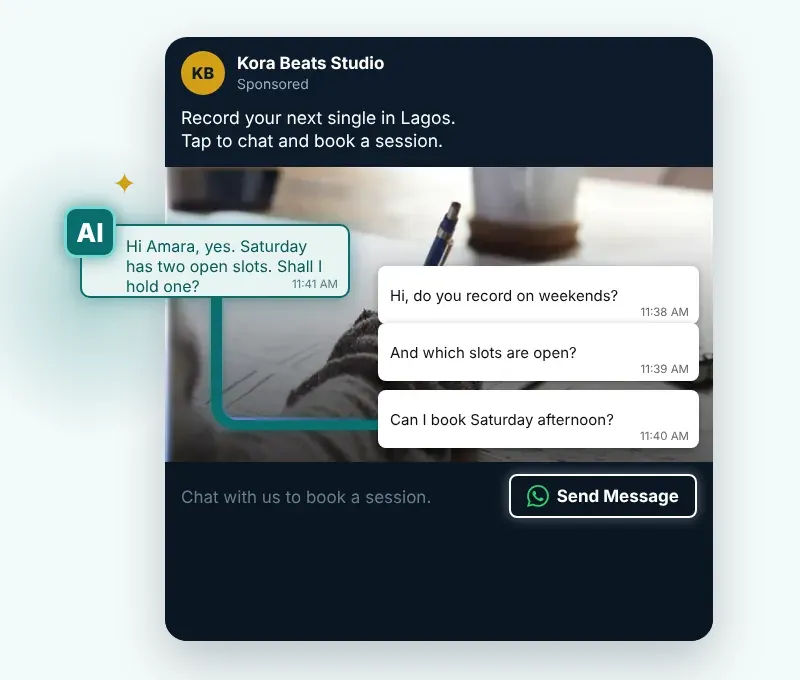 KB
Kora Beats Studio
Sponsored
Record your next single in Lagos.
Tap to chat and book a session.
AI
Hi Amara, yes. Saturday
has two open slots. Shall I
hold one?
11:41 AM
Hi, do you record on weekends?
11:38 AM
And which slots are open?
11:39 AM
Can I book Saturday afternoon?
11:40 AM
Chat with us to book a session.
Send Message